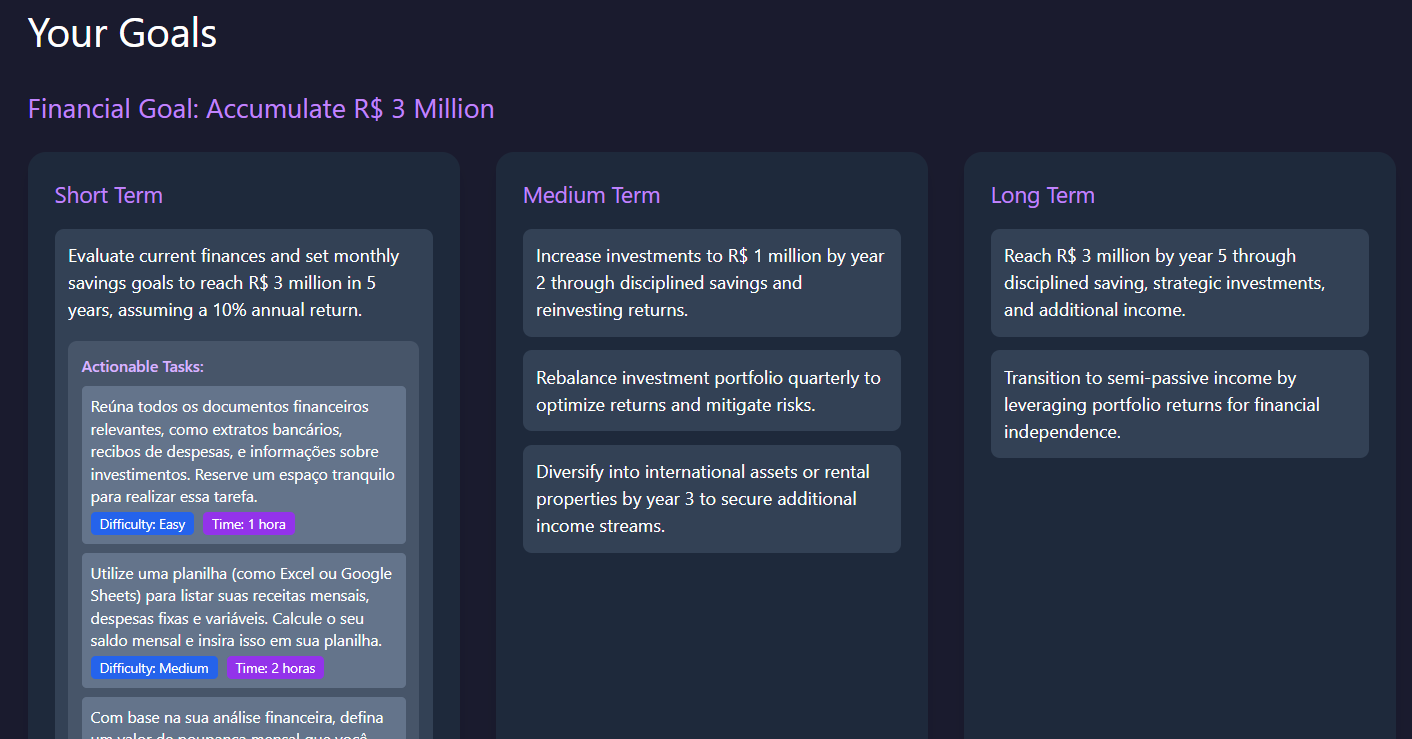 Your Goals
Financial Goal: Accumulate R$ 3 Million
Short Term
Evaluate current finances and set monthly
savings goals to reach R$ 3 million in 5
years, assuming a 10% annual return.
Actionable Tasks:
Reúna todos os documentos financeiros
relevantes, como extratos bancários,
recibos de despesas, e informações sobre
investimentos. Reserve um espaço tranquilo
para realizar essa tarefa.
Difficulty: Easy
Time: 1 hora
Utilize uma planilha (como Excel ou Google
Sheets) para listar suas receitas mensais,
despesas fixas e variáveis. Calcule o seu
saldo mensal e insira isso em sua planilha.
Difficulty: Medium
Time: 2 horas
Com base na sua análise financeira, defina
um valor de poupança mensal que você
Medium Term
Increase investments to R$ 1 million by year
2 through disciplined savings and
reinvesting returns.
Rebalance investment portfolio quarterly to
optimize returns and mitigate risks.
Diversify into international assets or rental
properties by year 3 to secure additional
income streams.
Long Term
Reach R$ 3 million by year 5 through
disciplined saving, strategic investments,
and additional income.
Transition to semi-passive income by
leveraging portfolio returns for financial
independence.